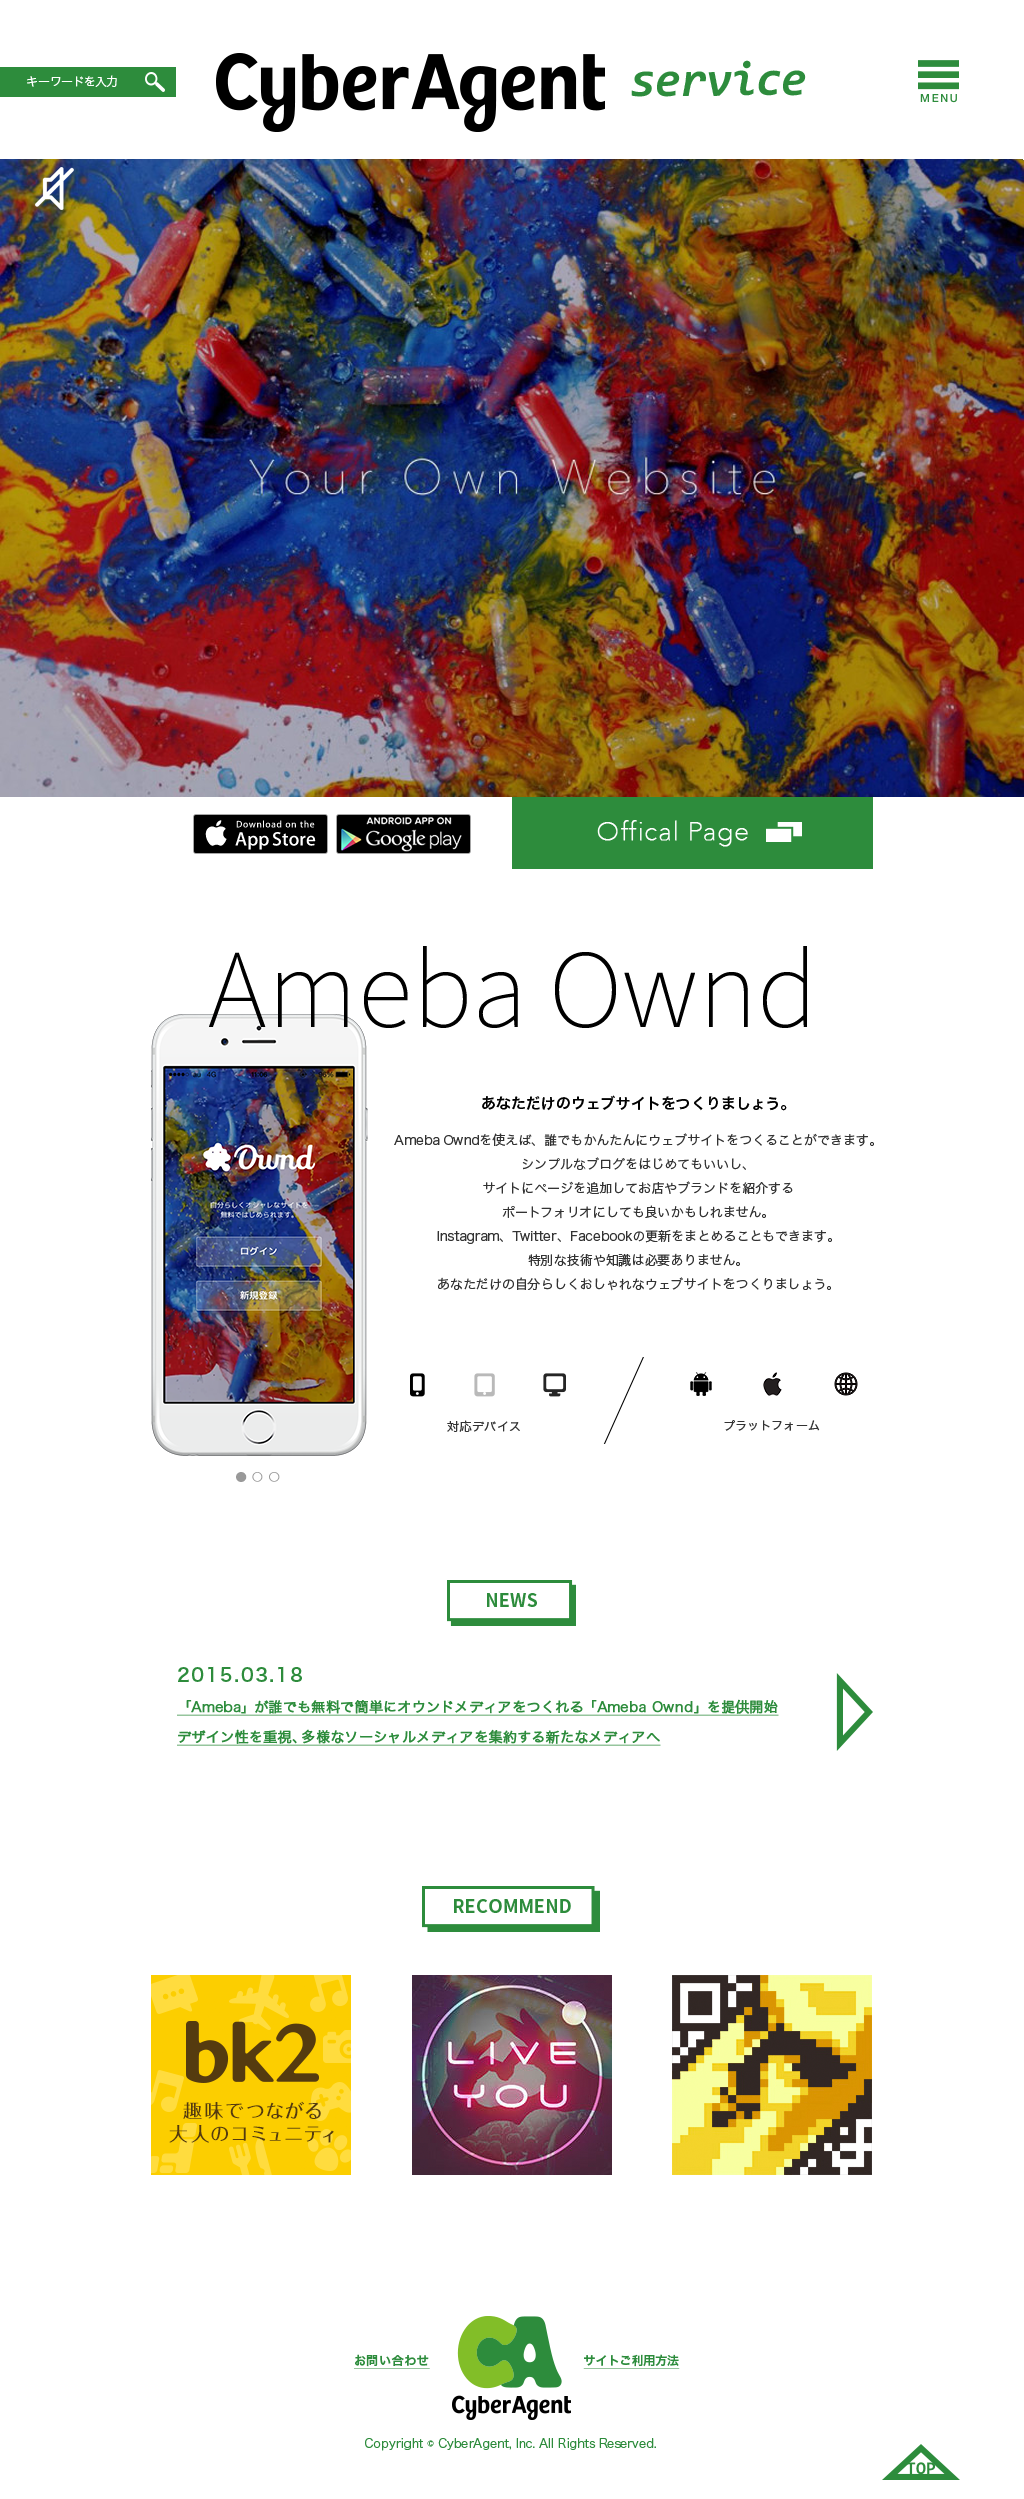 キーワードを入力
CyberAgent service
MENU
Your Own Website
Download on the
App Store
ANDROID APP ON
Google play
Offical Page
Ameba Ownd
4G
Ownd
自分らしくオシャレなサイトを
無料ではじめられます。
ログイン
新規登録
あなただけのウェブサイトをつくりましょう。
Ameba Owndを使えば、誰でもかんたんにウェブサイトをつくることができます。
シンプルなブログをはじめてもいいし、
サイトにページを追加してお店やブランドを紹介する
ポートフォリオにしても良いかもしれません。
Instagram、Twitter、Facebookの更新をまとめることもできます。
特別な技術や知識は必要ありません。
あなただけの自分らしくおしゃれなウェブサイトをつくりましょう。
対応デバイス
プラットフォーム
NEWS
2015.03.18
「Ameba」が誰でも無料で簡単にオウンドメディアをつくれる「Ameba Ownd」を提供開始
デザイン性を重視、多様なソーシャルメディアを集約する新たなメディアへ
RECOMMEND
bk2
趣味でつながる
大人のコミュニティ
LIVE
YOU
お問い合わせ
CA
サイトご利用方法
CyberAgent
Copyright © CyberAgent, Inc. All Rights Reserved.
TOP